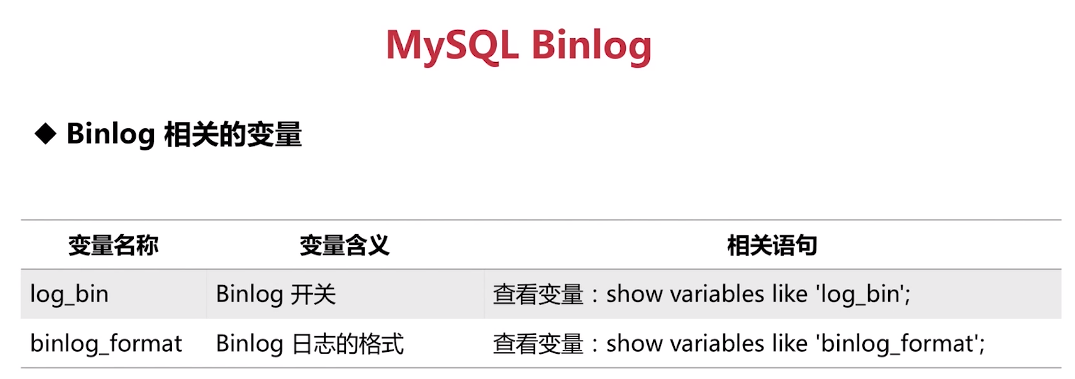 MySQL Binlog
◆ Binlog 相关的变量
变量名称 变量含义 相关语句
log_bin Binlog 开关 查看变量：show variables like 'log_bin';
binlog_format Binlog 日志的格式 查看变量：show variables like 'binlog_format';